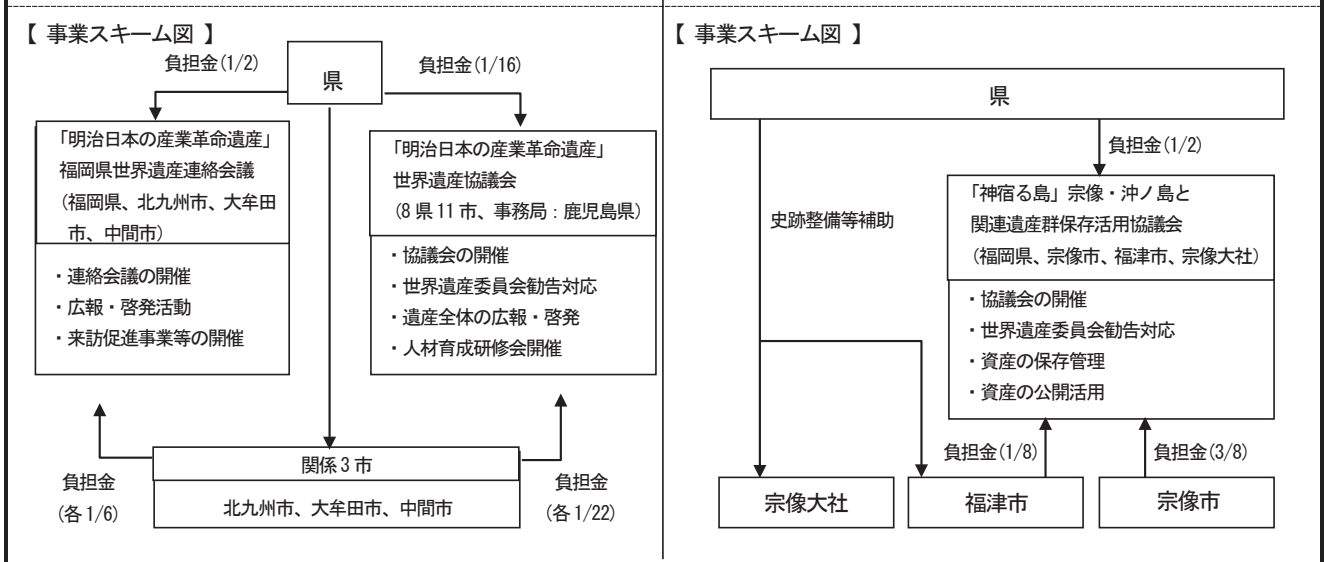 【 事業スキーム図 】
県
負担金(1/2)
負担金(1/16)
「明治日本の産業革命遺産」
福岡県世界遺産連絡会議
(福岡県、北九州市、大牟田
市、中間市)
・連絡会議の開催
・広報・啓発活動
・来訪促進事業等の開催
「明治日本の産業革命遺産」
世界遺産協議会
(8県11市、事務局：鹿児島県)
・協議会の開催
・世界遺産委員会勧告対応
・遺産全体の広報・啓発
・人材育成研修会開催
負担金
(各1/6)
関係3市
北九州市、大牟田市、中間市
負担金
(各1/22)
【 事業スキーム図 】
県
負担金(1/2)
史跡整備等補助
「神宿る島」宗像・沖ノ島と
関連遺産群保存活用協議会
(福岡県、宗像市、福津市、宗像大社)
・協議会の開催
・世界遺産委員会勧告対応
・資産の保存管理
・資産の公開活用
負担金(1/8)
負担金(3/8)
宗像大社
福津市
宗像市